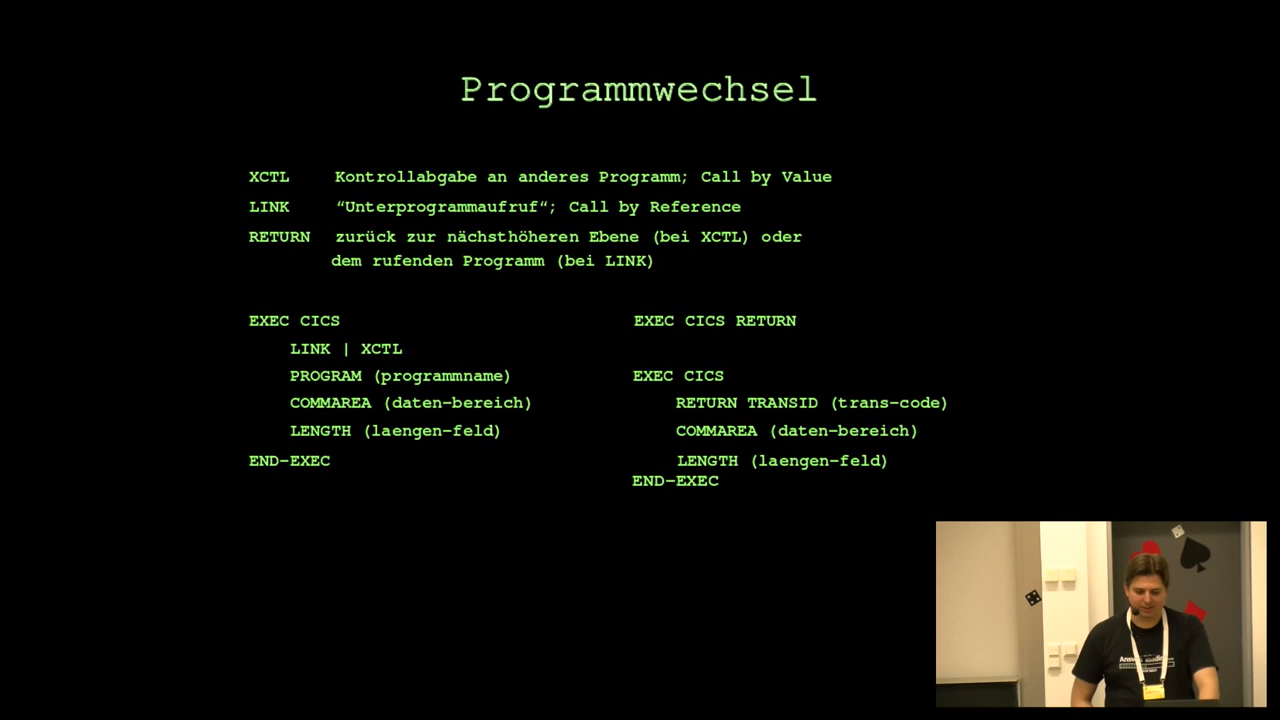 Programmwechsel
XCTL Kontrollabgabe an anderes Programm; Call by Value
LINK “Unterprogrammaufruf“; Call by Reference
RETURN zurück zur nächsthöheren Ebene (bei XCTL) oder
dem rufenden Programm (bei LINK)
EXEC CICS
LINK | XCTL
PROGRAM (programmname)
COMMAREA (daten-bereich)
LENGTH (laengen-feld)
END-EXEC
EXEC CICS RETURN
EXEC CICS
RETURN TRANSID (trans-code)
COMMAREA (daten-bereich)
LENGTH (laengen-feld)
END-EXEC